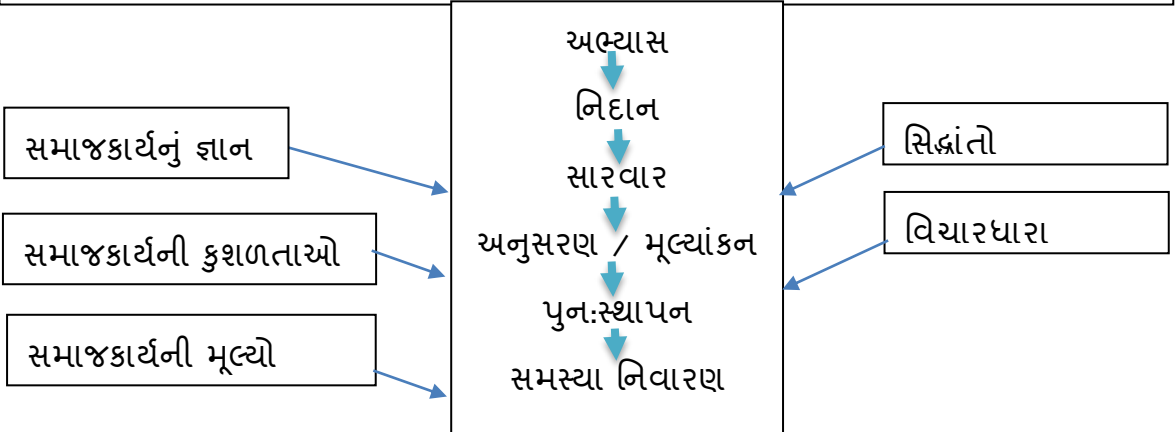 અભ્યાસ
નિદાન
સારવાર
અનુસરણ / મૂલ્યાંકન
પુન:સ્થાપન
સમસ્યા નિવારણ
સમાજકાર્યનું જ્ઞાન
સમાજકાર્યની કુશળતાઓ
સમાજકાર્યની મૂલ્યો
સિદ્ધાંતો
વિચારધારા